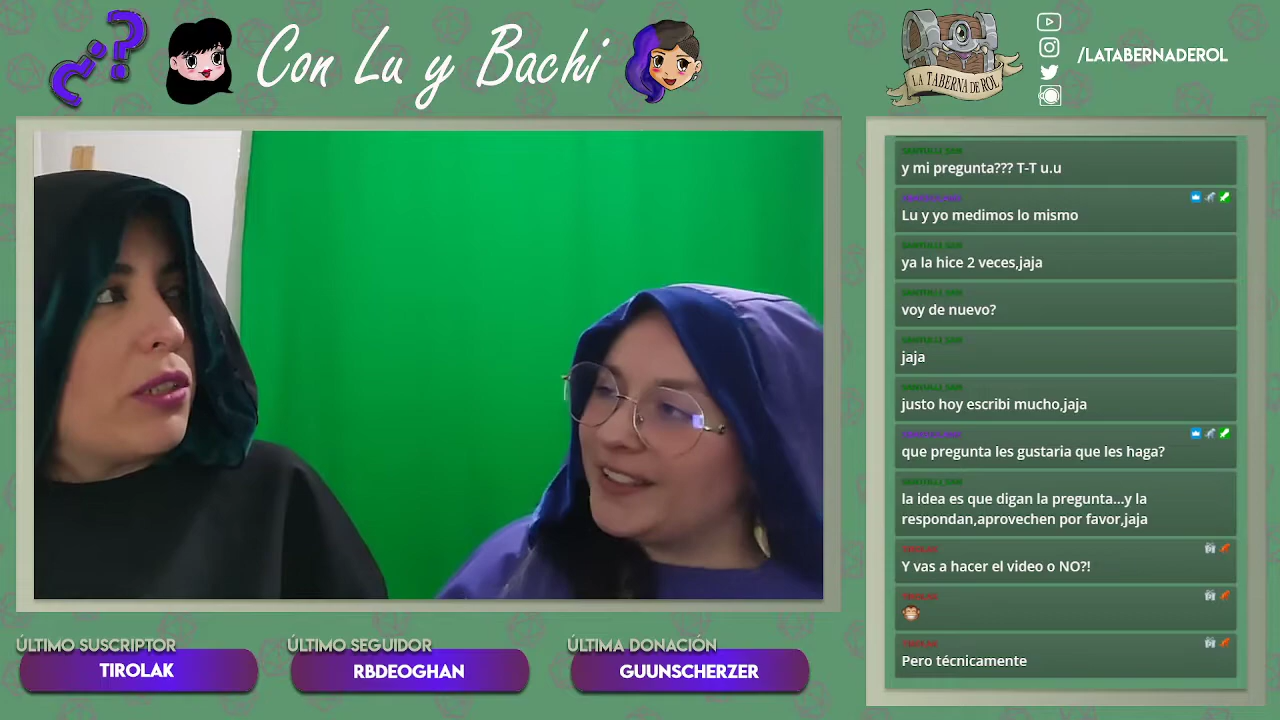 ¿?
Con Lu y Bachi
LA TABERNA DE ROL
/LATABERNADEROL
y mi pregunta??? T-T u.u
Lu y yo medimos lo mismo
ya la hice 2 veces,jaja
voy de nuevo?
jaja
justo hoy escribi mucho,jaja
que pregunta les gustaria que les haga?
la idea es que digan la pregunta...y la
respondan,aprovechen por favor,jaja
Y vas a hacer el video o NO?!
Pero técnicamente
ÚLTIMO SUSCRIPTOR
TIROLAK
ÚLTIMO SEGUIDOR
RBDEOGHAN
ÚLTIMA DONACIÓN
GUUNSCHERZER